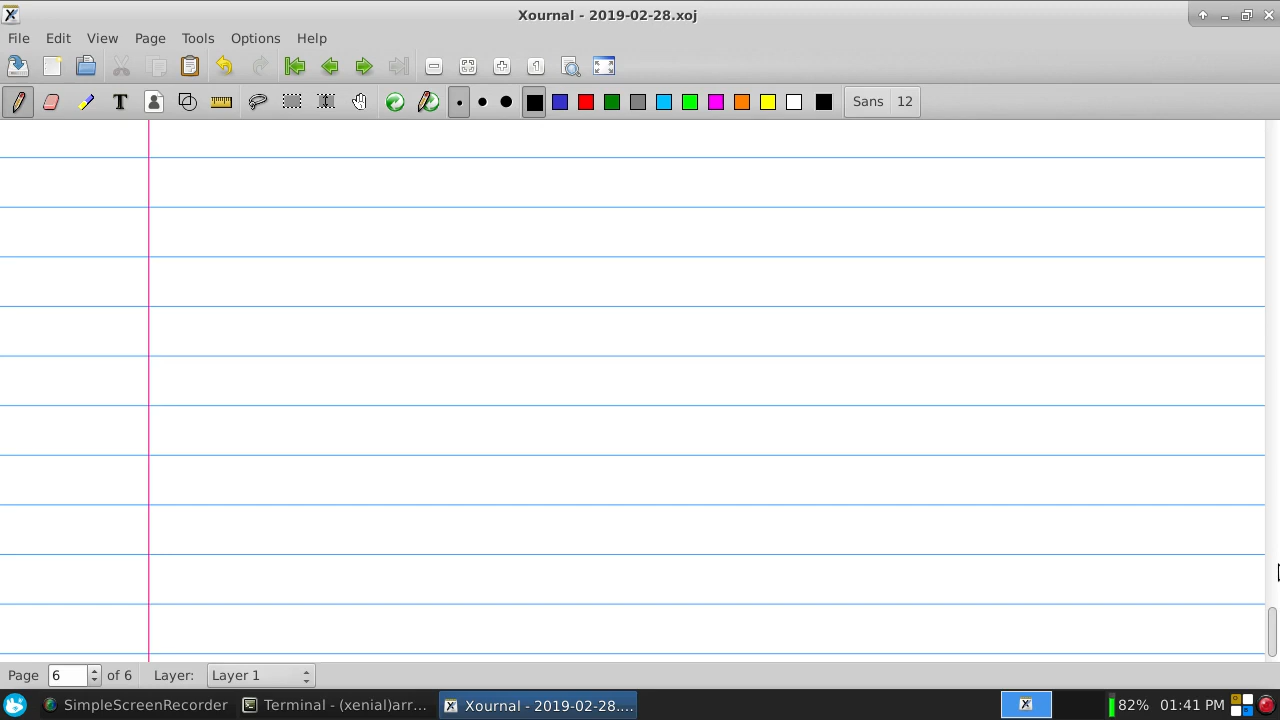 Xournal - 2019-02-28.xoj
File Edit View Page Tools Options Help
Sans 12
Page 6 of 6 Layer: Layer 1
SimpleScreenRecorder Terminal - (xenial)arr... Xournal - 2019-02-28.... 82% 01:41 PM